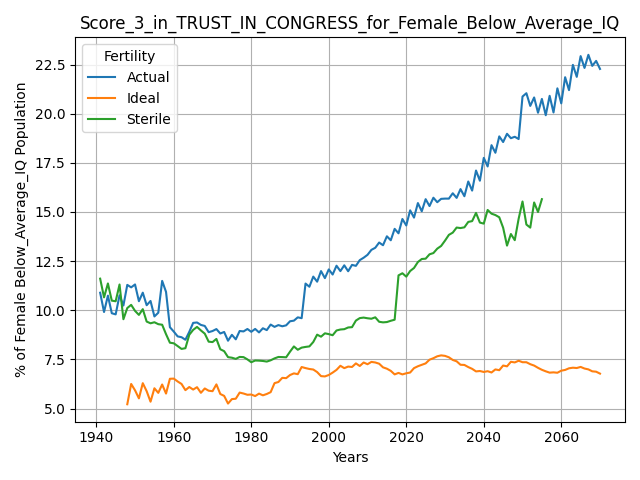 Score_3_in_TRUST_IN_CONGRESS_for_Female_Below_Average_IQ
Fertility
Actual
Ideal
Sterile
% of Female Below_Average_IQ Population
22.5
20.0
17.5
15.0
12.5
10.0
7.5
5.0
1940
1960
1980
2000
2020
2040
2060
Years